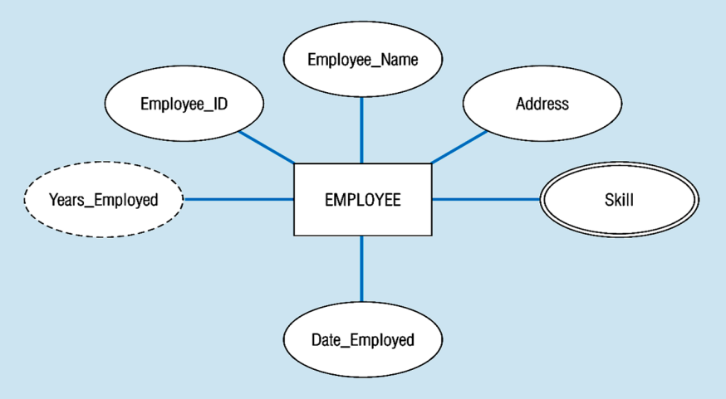 Employee_Name
Employee_ID
Address
Years_Employed
EMPLOYEE
Skill
Date_Employed